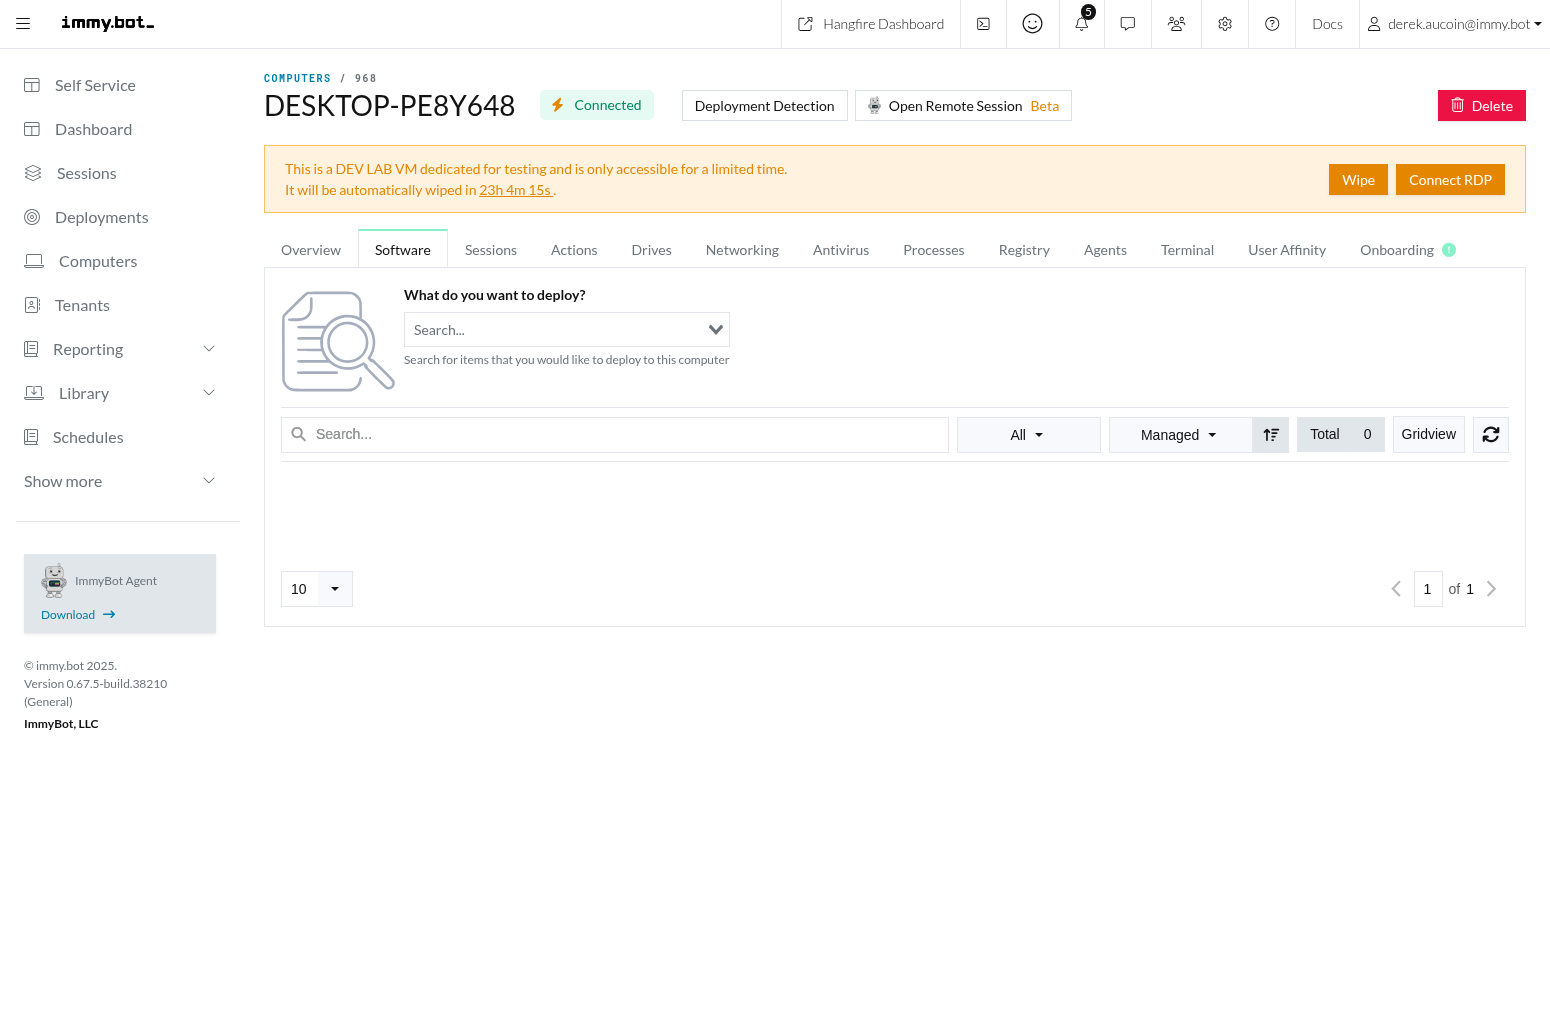 immy.bot_
Hangfire Dashboard
5
Docs
derek.aucoin@immy.bot
Self Service
Dashboard
Sessions
Deployments
Computers
Tenants
Reporting
Library
Schedules
Show more
ImmyBot Agent
Download
© immy.bot 2025.
Version 0.67.5-build.38210
(General)
ImmyBot, LLC
COMPUTERS / 968
DESKTOP-PE8Y648
Connected
Deployment Detection
Open Remote Session Beta
Delete
This is a DEV LAB VM dedicated for testing and is only accessible for a limited time.
It will be automatically wiped in 23h 4m 15s .
Wipe
Connect RDP
Overview
Software
Sessions
Actions
Drives
Networking
Antivirus
Processes
Registry
Agents
Terminal
User Affinity
Onboarding
What do you want to deploy?
Search...
Search for items that you would like to deploy to this computer
Search...
All
Managed
Total 0
Gridview
10
1 of 1